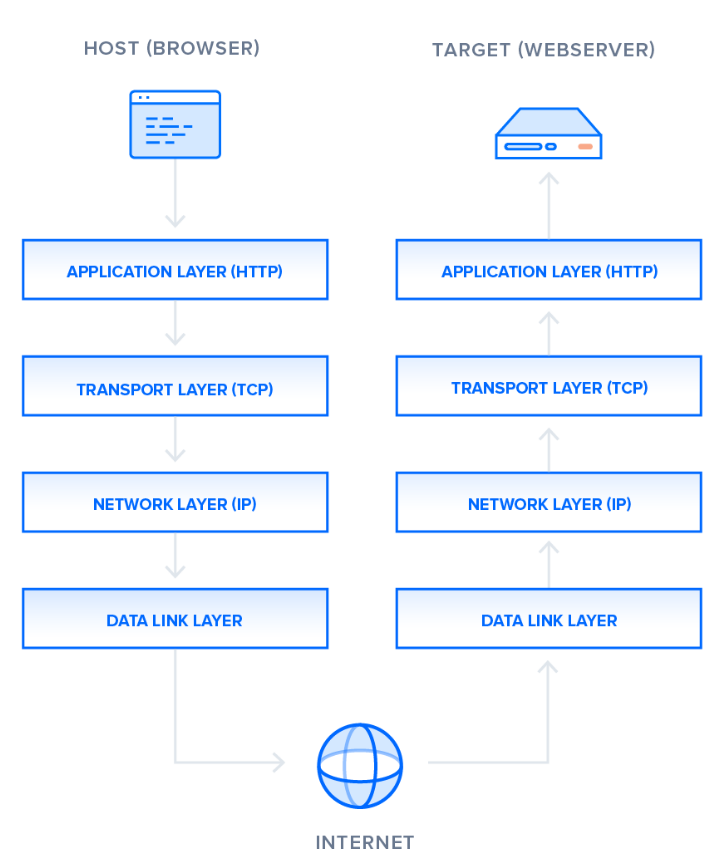 HOST (BROWSER)
TARGET (WEBSERVER)
APPLICATION LAYER (HTTP)
APPLICATION LAYER (HTTP)
TRANSPORT LAYER (TCP)
TRANSPORT LAYER (TCP)
NETWORK LAYER (IP)
NETWORK LAYER (IP)
DATA LINK LAYER
DATA LINK LAYER
INTERNET